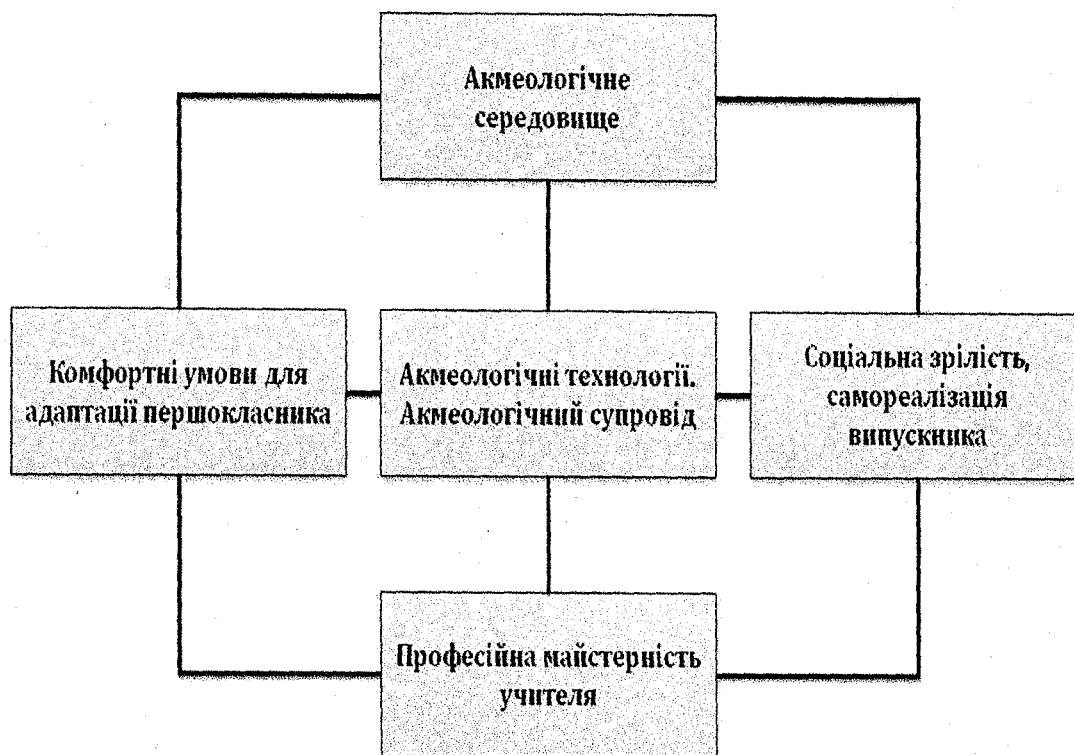 Акмеологічне
середовище
Комфортні умови для
адаптації першокласника
Акмеологічні технології.
Акмеологічний супровід
Соціальна зрілість,
самореалізація
випускника
Професійна майстерність
учителя